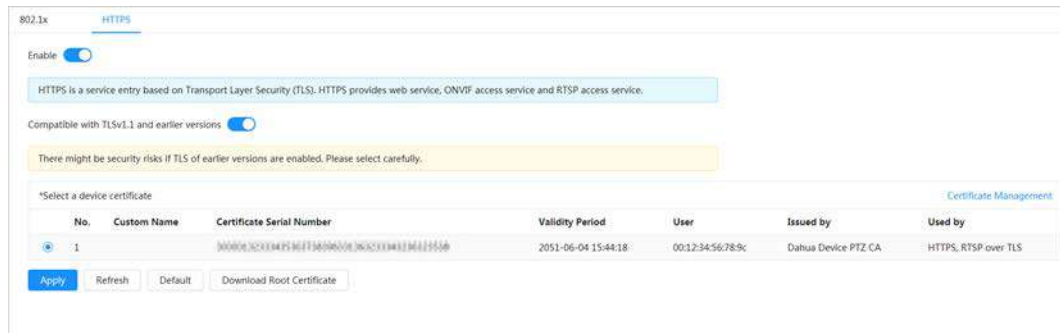 802.1x HTTPS
Enable
HTTPS is a service entry based on Transport Layer Security (TLS). HTTPS provides web service, ONVIF access service and RTSP access service.
Compatible with TLSv1.1 and earlier versions
There might be security risks if TLS of earlier versions are enabled. Please select carefully.
*Select a device certificate Certificate Management
No. Custom Name Certificate Serial Number Validity Period User Issued by Used by
1 2051-06-04 15:44:18 00:12:34:56:78:9c Dahua Device PTZ CA HTTPS, RTSP over TLS
Apply Refresh Default Download Root Certificate